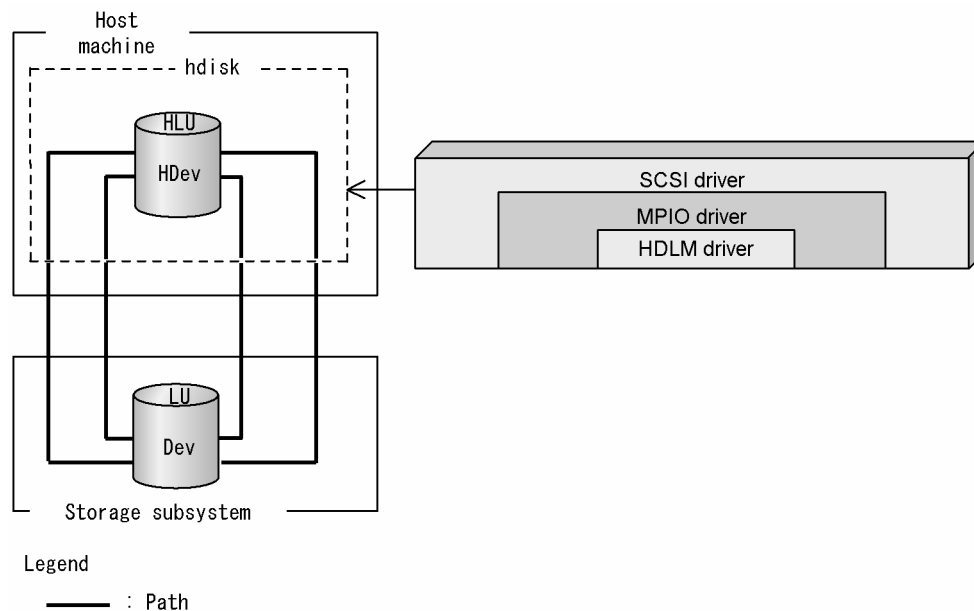 Host
machine
hdisk
HLU
HDev
SCSI driver
MPIO driver
HDLM driver
LU
Dev
Storage subsystem
Legend
: Path